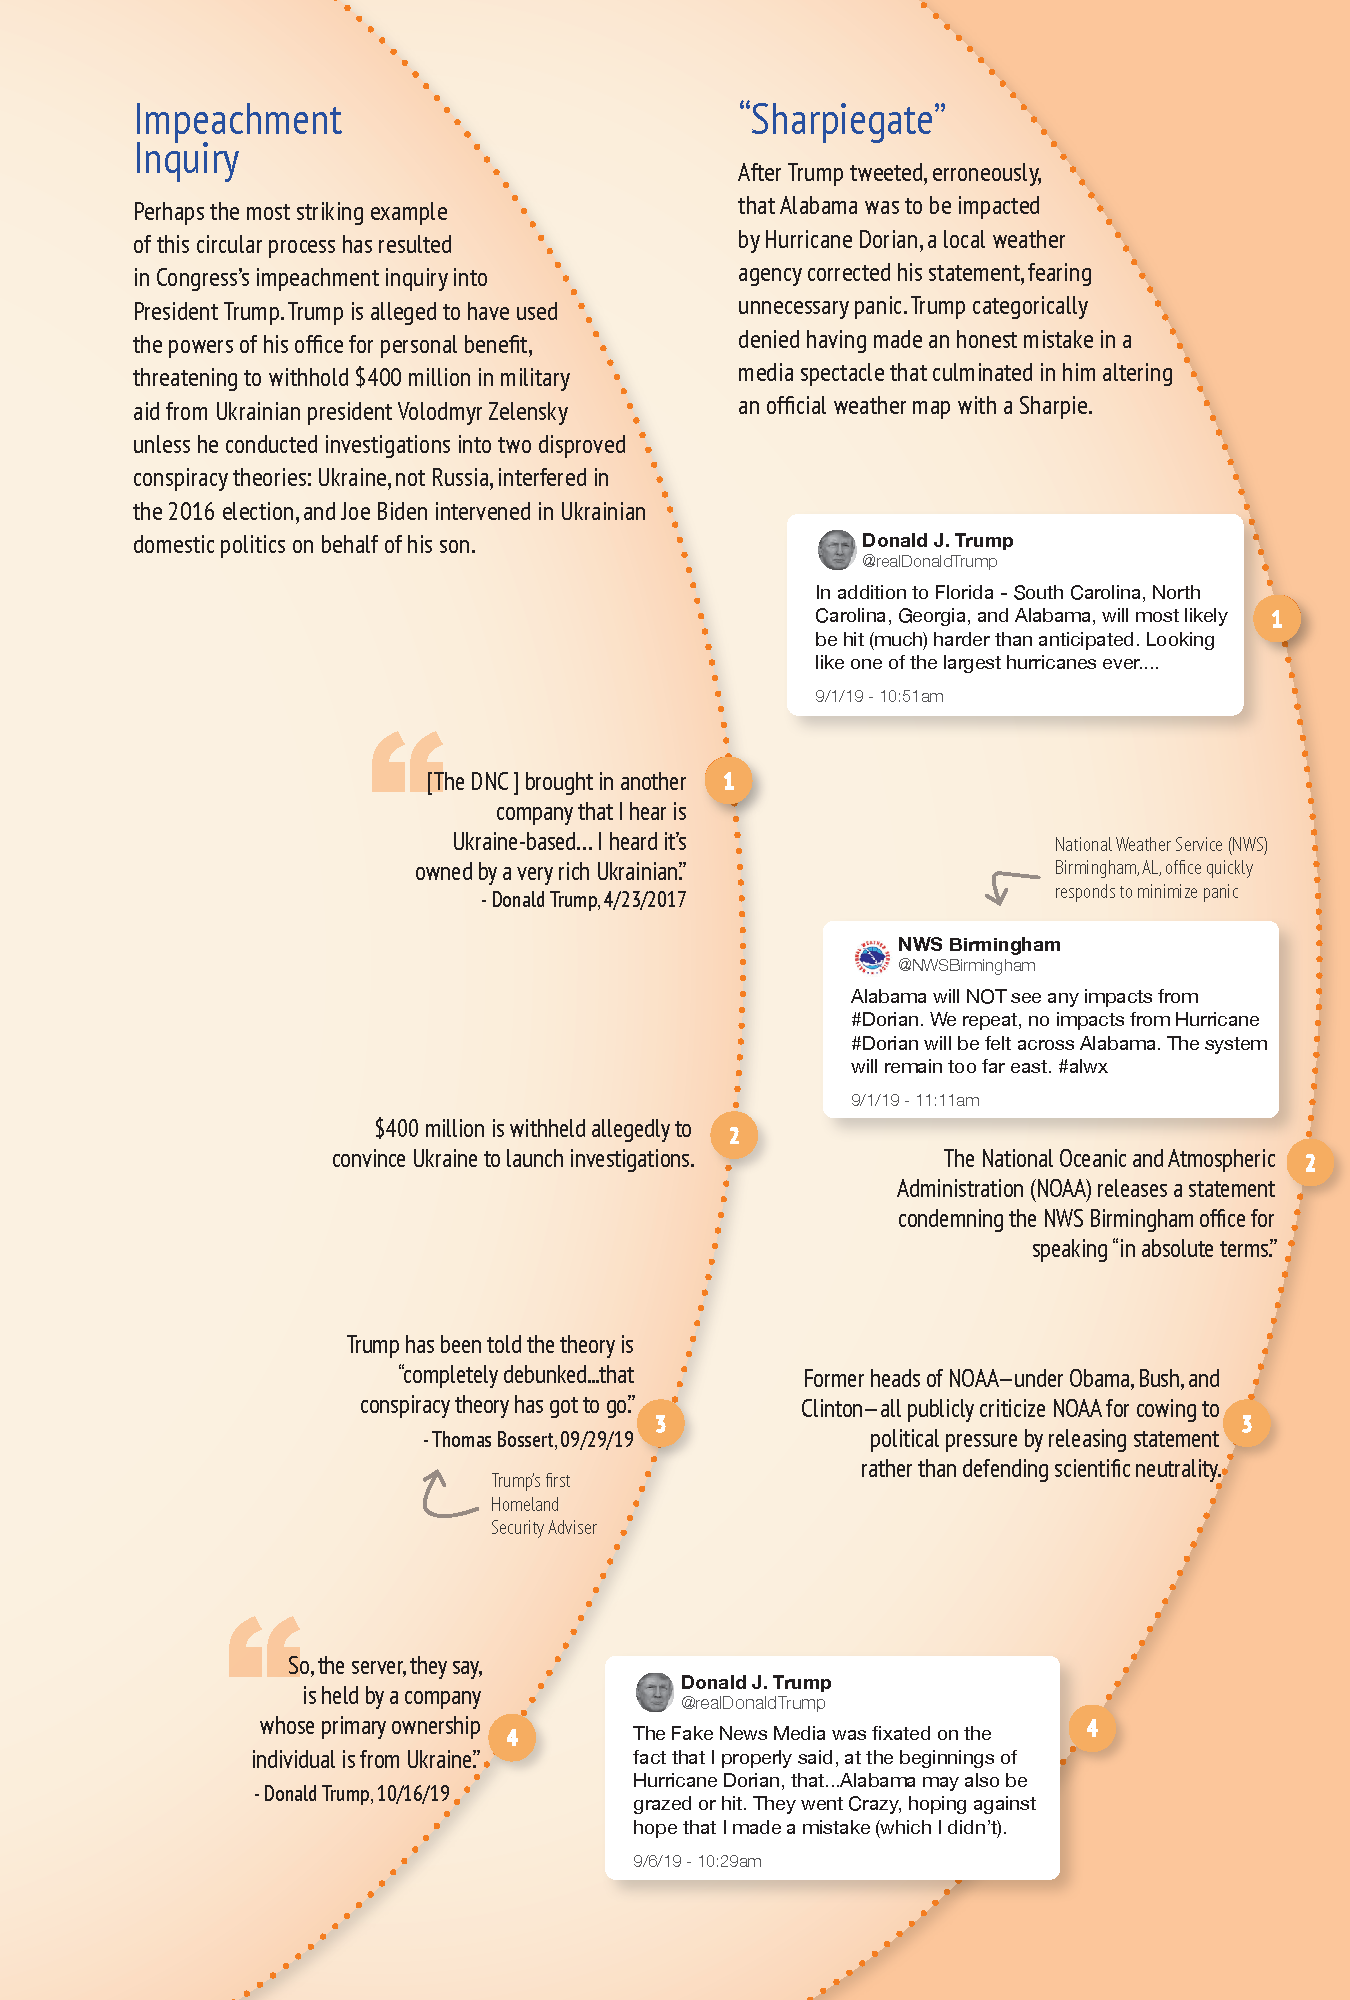 Impeachment
Inquiry
Perhaps the most striking example
of this circular process has resulted
in Congress's impeachment inquiry into
President Trump. Trump is alleged to have used
the powers of his office for personal benefit,
threatening to withhold $400 million in military
aid from Ukrainian president Volodmyr Zelensky
unless he conducted investigations into two disproved
conspiracy theories: Ukraine, not Russia, interfered in
the 2016 election, and Joe Biden intervened in Ukrainian
domestic politics on behalf of his son.
“
[The DNC ] brought in another
company that I hear is
Ukraine-based... I heard it's
owned by a very rich Ukrainian.”
- Donald Trump, 4/23/2017
1
$400 million is withheld allegedly to
convince Ukraine to launch investigations.
2
Trump has been told the theory is
“completely debunked...that
conspiracy theory has got to go.”
- Thomas Bossert, 09/29/19
3
Trump's first
Homeland
Security Adviser
“
So, the server, they say,
is held by a company
whose primary ownership
individual is from Ukraine.”
- Donald Trump, 10/16/19
4
“Sharpiegate”
After Trump tweeted, erroneously,
that Alabama was to be impacted
by Hurricane Dorian, a local weather
agency corrected his statement, fearing
unnecessary panic. Trump categorically
denied having made an honest mistake in a
media spectacle that culminated in him altering
an official weather map with a Sharpie.
Donald J. Trump
@realDonaldTrump
In addition to Florida - South Carolina, North
Carolina, Georgia, and Alabama, will most likely
be hit (much) harder than anticipated. Looking
like one of the largest hurricanes ever....
9/1/19 - 10:51am
1
National Weather Service (NWS)
Birmingham, AL, office quickly
responds to minimize panic
NWS Birmingham
@NWSBirmingham
Alabama will NOT see any impacts from
#Dorian. We repeat, no impacts from Hurricane
#Dorian will be felt across Alabama. The system
will remain too far east. #alwx
9/1/19 - 11:11am
The National Oceanic and Atmospheric
Administration (NOAA) releases a statement
condemning the NWS Birmingham office for
speaking “in absolute terms.”
2
Former heads of NOAA—under Obama, Bush, and
Clinton—all publicly criticize NOAA for cowing to
political pressure by releasing statement
rather than defending scientific neutrality.
3
Donald J. Trump
@realDonaldTrump
The Fake News Media was fixated on the
fact that I properly said, at the beginnings of
Hurricane Dorian, that...Alabama may also be
grazed or hit. They went Crazy, hoping against
hope that I made a mistake (which I didn't).
9/6/19 - 10:29am
4